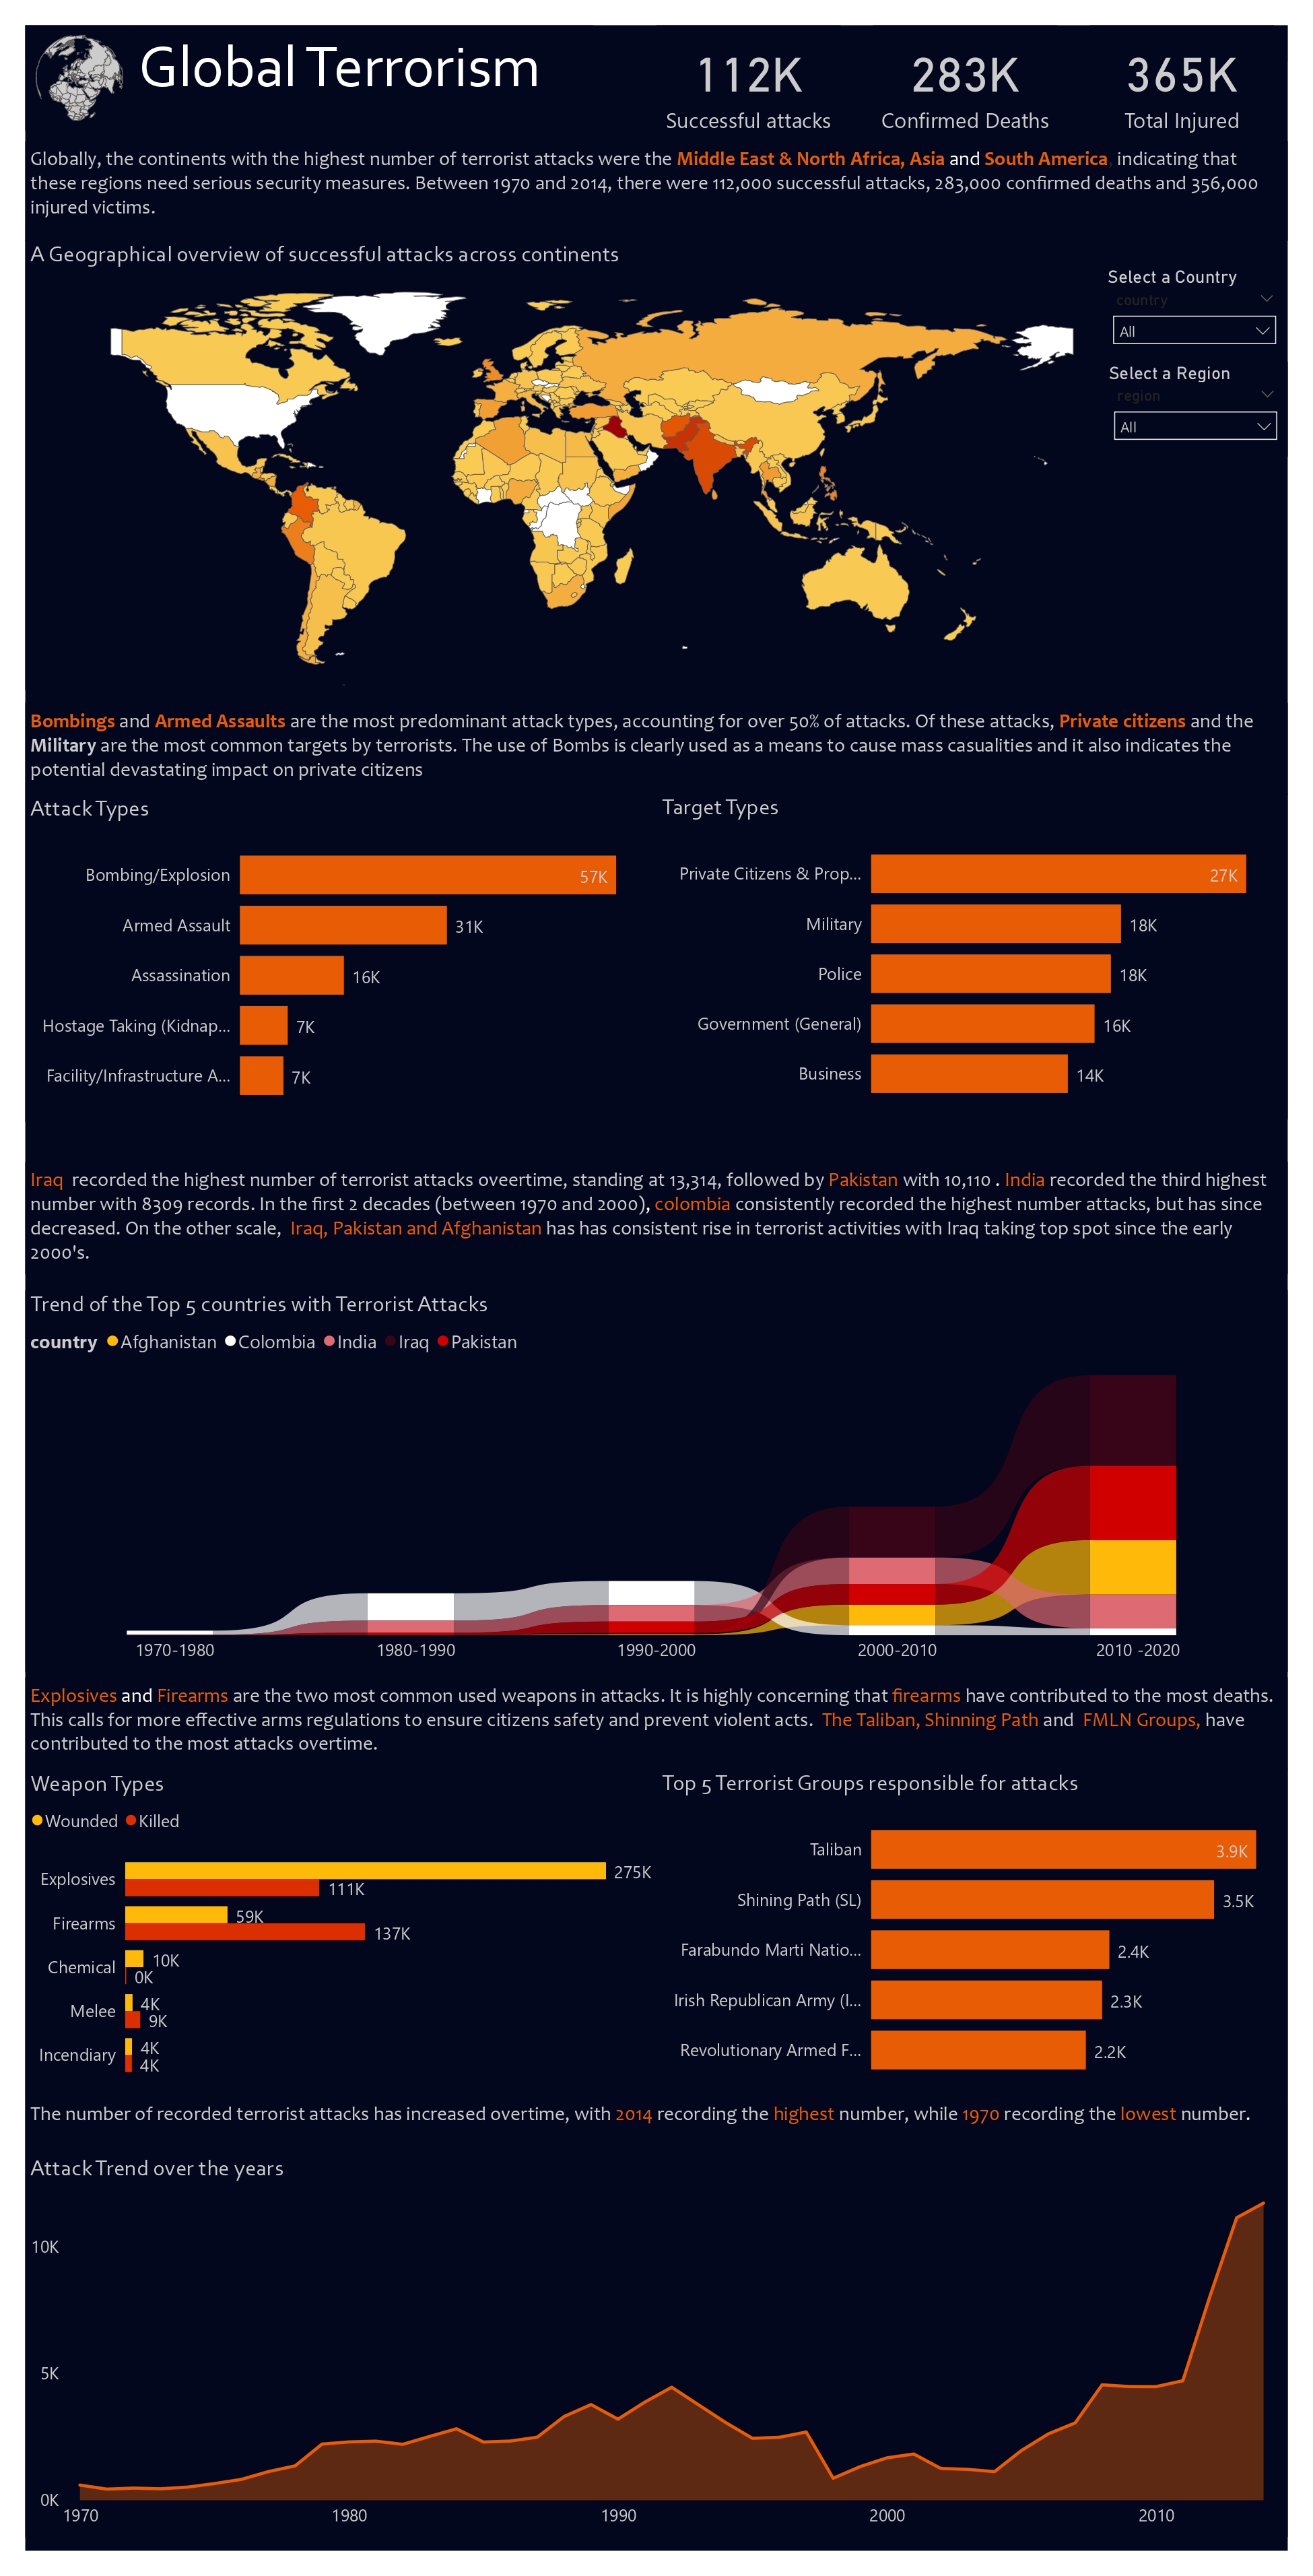 Global Terrorism
112K
Successful attacks
283K
Confirmed Deaths
365K
Total Injured
Globally, the continents with the highest number of terrorist attacks were the Middle East & North Africa, Asia and South America, indicating that
these regions need serious security measures. Between 1970 and 2014, there were 112,000 successful attacks, 283,000 confirmed deaths and 356,000
injured victims.
A Geographical overview of successful attacks across continents
Select a Country
country
All
Select a Region
region
All
Bombings and Armed Assaults are the most predominant attack types, accounting for over 50% of attacks. Of these attacks, Private citizens and the
Military are the most common targets by terrorists. The use of Bombs is clearly used as a means to cause mass casualities and it also indicates the
potential devastating impact on private citizens
Attack Types
Bombing/Explosion 57K
Armed Assault 31K
Assassination 16K
Hostage Taking (Kidnap... 7K
Facility/Infrastructure A... 7K
Target Types
Private Citizens & Prop... 27K
Military 18K
Police 18K
Government (General) 16K
Business 14K
Iraq recorded the highest number of terrorist attacks oveertime, standing at 13,314, followed by Pakistan with 10,110 . India recorded the third highest
number with 8309 records. In the first 2 decades (between 1970 and 2000), colombia consistently recorded the highest number attacks, but has since
decreased. On the other scale, Iraq, Pakistan and Afghanistan has has consistent rise in terrorist activities with Iraq taking top spot since the early
2000's.
Trend of the Top 5 countries with Terrorist Attacks
country Afghanistan Colombia India Iraq Pakistan
1970-1980 1980-1990 1990-2000 2000-2010 2010 -2020
Explosives and Firearms are the two most common used weapons in attacks. It is highly concerning that firearms have contributed to the most deaths.
This calls for more effective arms regulations to ensure citizens safety and prevent violent acts. The Taliban, Shinning Path and FMLN Groups, have
contributed to the most attacks overtime.
Weapon Types
Wounded Killed
Explosives 275K
111K
Firearms 59K
137K
Chemical 10K
0K
Melee 4K
9K
Incendiary 4K
4K
Top 5 Terrorist Groups responsible for attacks
Taliban 3.9K
Shining Path (SL) 3.5K
Farabundo Marti Natio... 2.4K
Irish Republican Army (I... 2.3K
Revolutionary Armed F... 2.2K
The number of recorded terrorist attacks has increased overtime, with 2014 recording the highest number, while 1970 recording the lowest number.
Attack Trend over the years
10K
5K
0K
1970 1980 1990 2000 2010